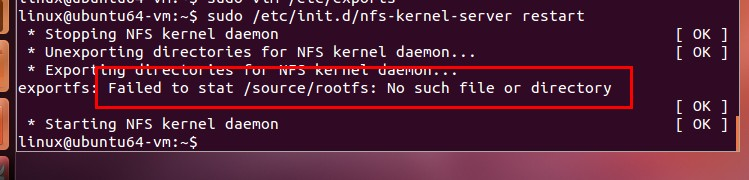 linux@ubuntu64-vm:~$ sudo vim /etc/exports
linux@ubuntu64-vm:~$ sudo /etc/init.d/nfs-kernel-server restart
* Stopping NFS kernel daemon [ OK ]
* Unexporting directories for NFS kernel daemon... [ OK ]
* Exporting directories for NFS kernel daemon...
exportfs: Failed to stat /source/rootfs: No such file or directory
[ OK ]
* Starting NFS kernel daemon [ OK ]
linux@ubuntu64-vm:~$